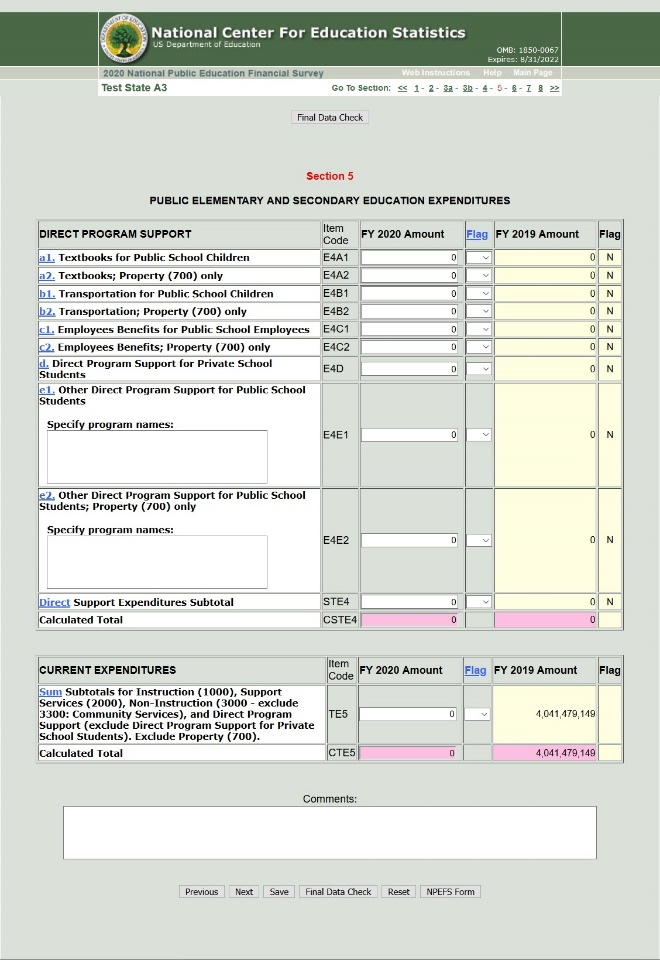 National Center For Education Statistics
US Department of Education
OMB: 1850-0067
Expires: 8/31/2022
2020 National Public Education Financial Survey Web Instructions Help Main Page
Test State A3 Go To Section: << 1 - 2 - 3a - 3b - 4 - 5 - 6 - 7 8 >>
Final Data Check
Section 5
PUBLIC ELEMENTARY AND SECONDARY EDUCATION EXPENDITURES
DIRECT PROGRAM SUPPORT Item Code FY 2020 Amount Flag FY 2019 Amount Flag
a1. Textbooks for Public School Children E4A1 0 0 N
a2. Textbooks; Property (700) only E4A2 0 0 N
b1. Transportation for Public School Children E4B1 0 0 N
b2. Transportation; Property (700) only E4B2 0 0 N
c1. Employees Benefits for Public School Employees E4C1 0 0 N
c2. Employees Benefits; Property (700) only E4C2 0 0 N
d. Direct Program Support for Private School
Students E4D 0 0 N
e1. Other Direct Program Support for Public School
Students
Specify program names:
E4E1 0 0 N
e2. Other Direct Program Support for Public School
Students; Property (700) only
Specify program names:
E4E2 0 0 N
Direct Support Expenditures Subtotal STE4 0 0 N
Calculated Total CSTE4 0 0
CURRENT EXPENDITURES Item Code FY 2020 Amount Flag FY 2019 Amount Flag
Sum Subtotals for Instruction (1000), Support
Services (2000), Non-Instruction (3000 - exclude
3300: Community Services), and Direct Program
Support (exclude Direct Program Support for Private
School Students). Exclude Property (700).
TE5 0 4,041,479,149
Calculated Total CTE5 0 4,041,479,149
Comments:
Previous Next Save Final Data Check Reset NPEFS Form